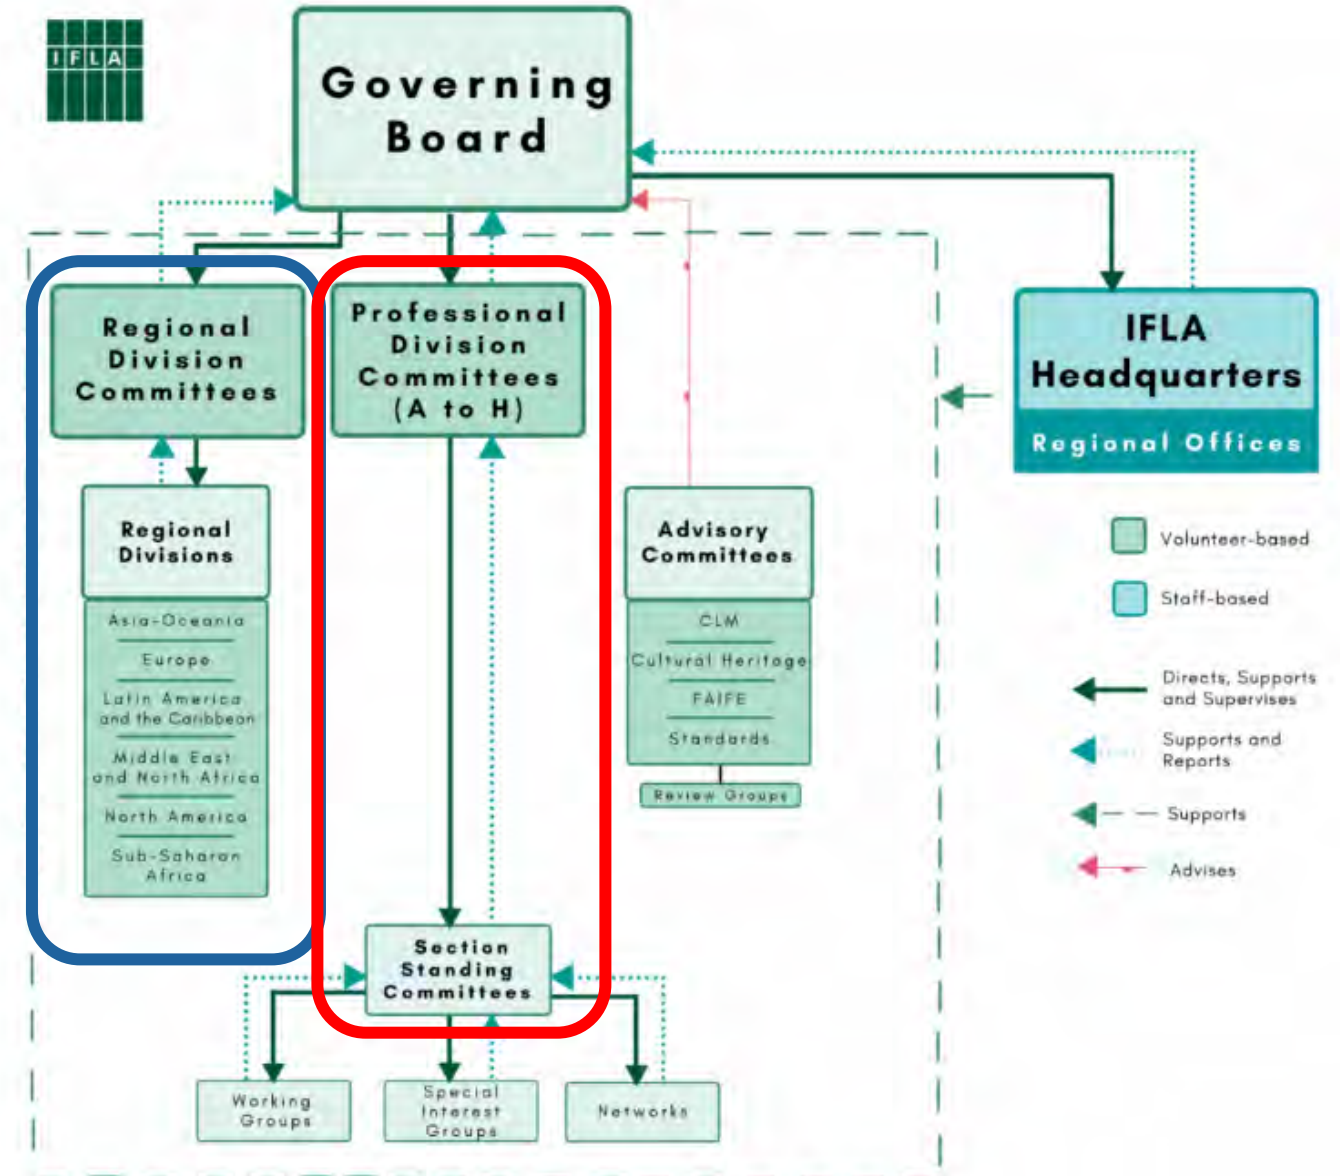 IFLA
Governing
Board
Regional
Division
Committees
Professional
Division
Committees
(A to H)
IFLA
Headquarters
Regional Offices
Regional
Divisions
Asia-Oceania
Europe
Latin America
and the Caribbean
Middle East
and North Africa
North America
Sub-Saharan
Africa
Advisory
Committees
CLM
Cultural Heritage
FAIFE
Standards
Review Groups
Volunteer-based
Staff-based
Directs, Supports
and Supervises
Supports and
Reports
Supports
Advises
Section
Standing
Committees
Working
Groups
Special
Interest
Groups
Networks